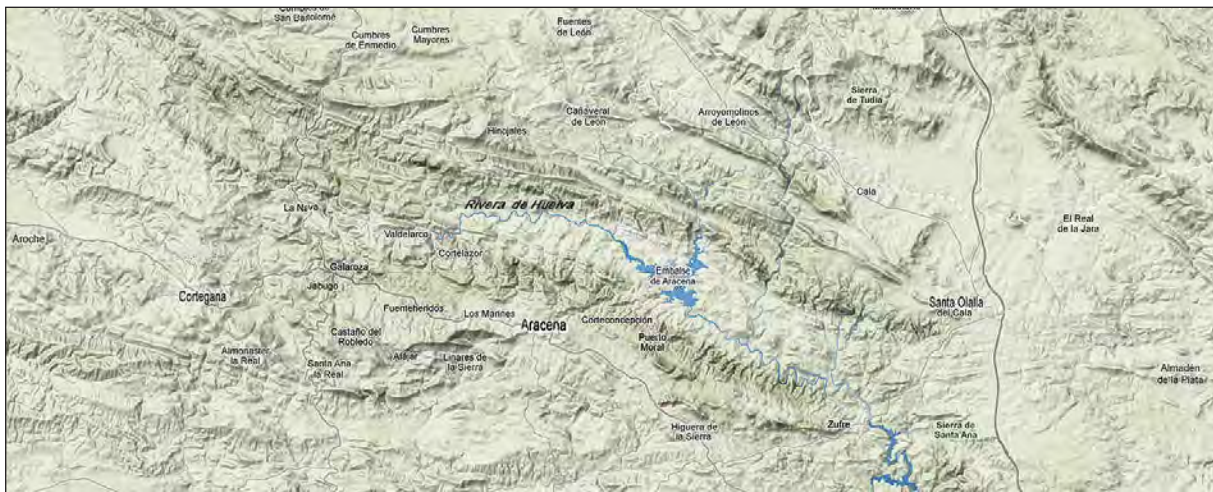 de
San Bartolomé
Cumbres
de Enmedio
Cumbres
Mayores
Fuentes
de León
Sierra
de Tudia
Cañaveral
de León
Arroyomolinos
de León
Hinojales
Cala
La Nava
Rivera de Huelva
El Real
de la Jara
Aroche
Valdelarco
Cortelazor
Galaroza
Jabugo
Embalse
de Aracena
Cortegana
Fuenteheridos
Los Marines
Aracena
Corteconcepción
Santa Olalla
del Cala
Castaño del
Robledo
Puerto
Moral
Almonaster
la Real
Santa Ana
la Real
Alájar
Linares de
la Sierra
Almadén
de la Plata
Higuera de
la Sierra
Zufre
Sierra de
Santa Ana